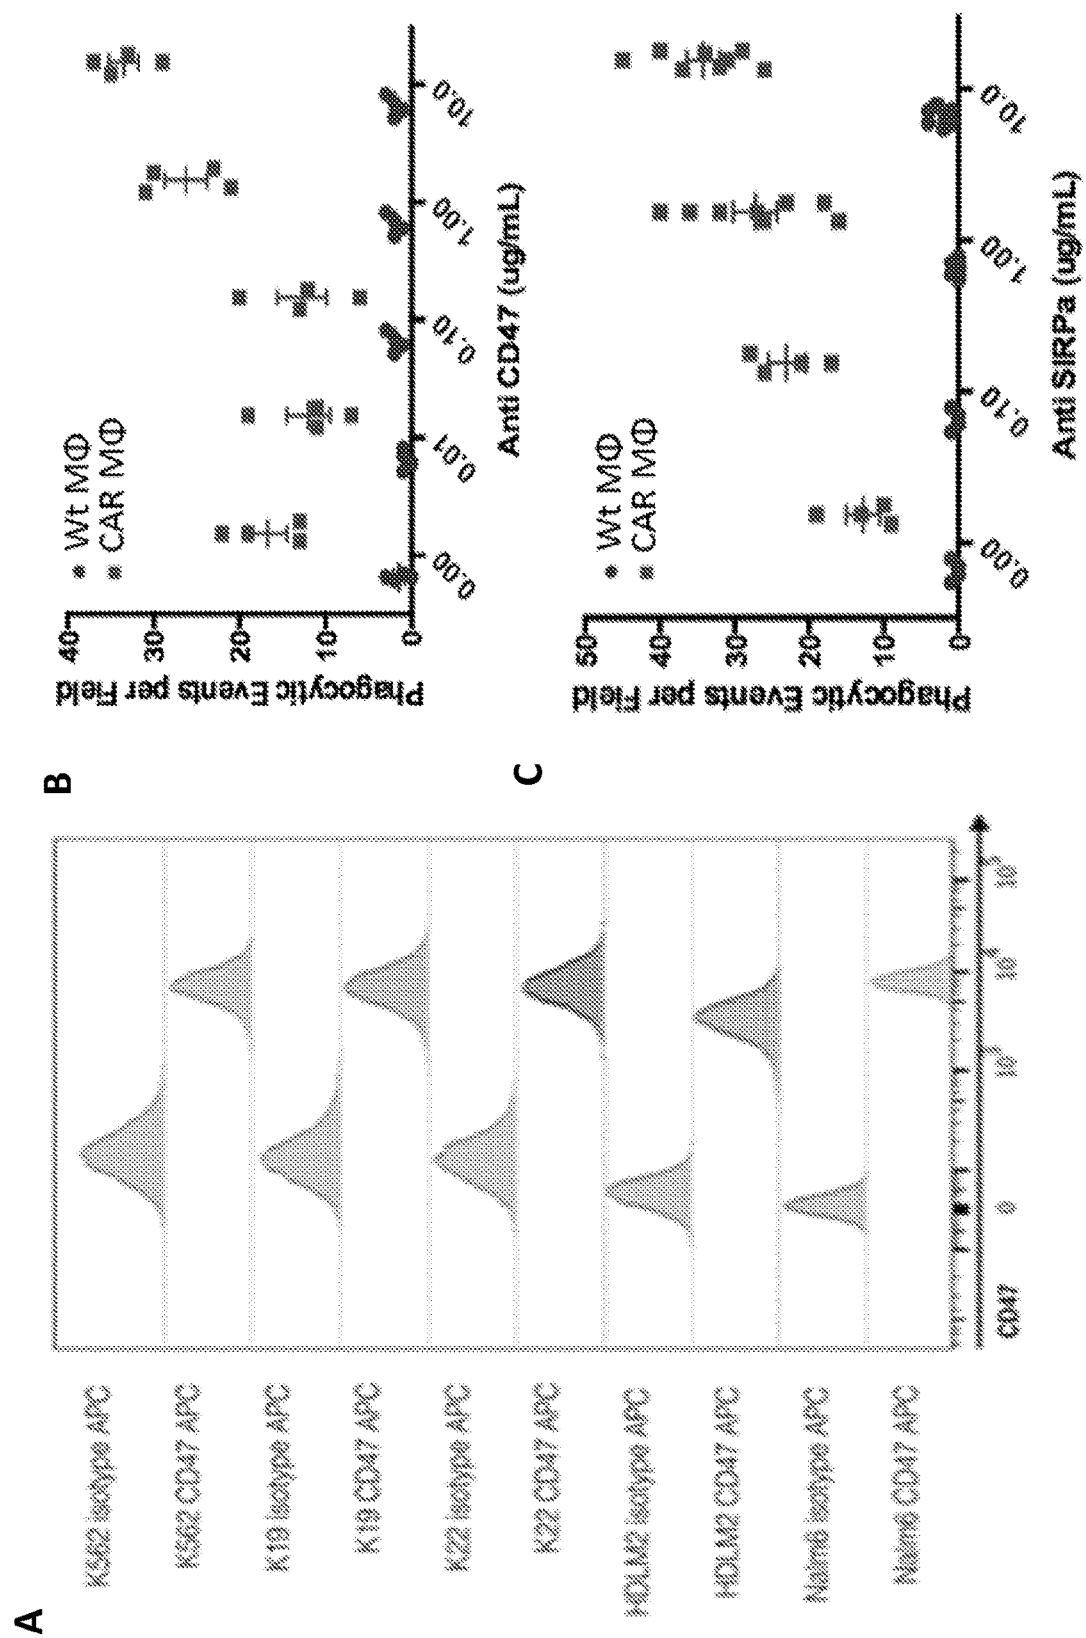 A
K562 isotype APC
K562 CD47 APC
K19 isotype APC
K19 CD47 APC
K22 isotype APC
K22 CD47 APC
HDLM2 isotype APC
HDLM2 CD47 APC
Nalm6 isotype APC
Nalm6 CD47 APC
0
CD47
B
Wt MΦ
CAR MΦ
Phagocytic Events per Field
40
30
20
10
0
0.00 0.01 0.10 1.00 10.0
Anti CD47 (ug/mL)
C
Wt MΦ
CAR MΦ
Phagocytic Events per Field
50
40
30
20
10
0
0.00 0.10 1.00 10.0
Anti SIRPa (ug/mL)